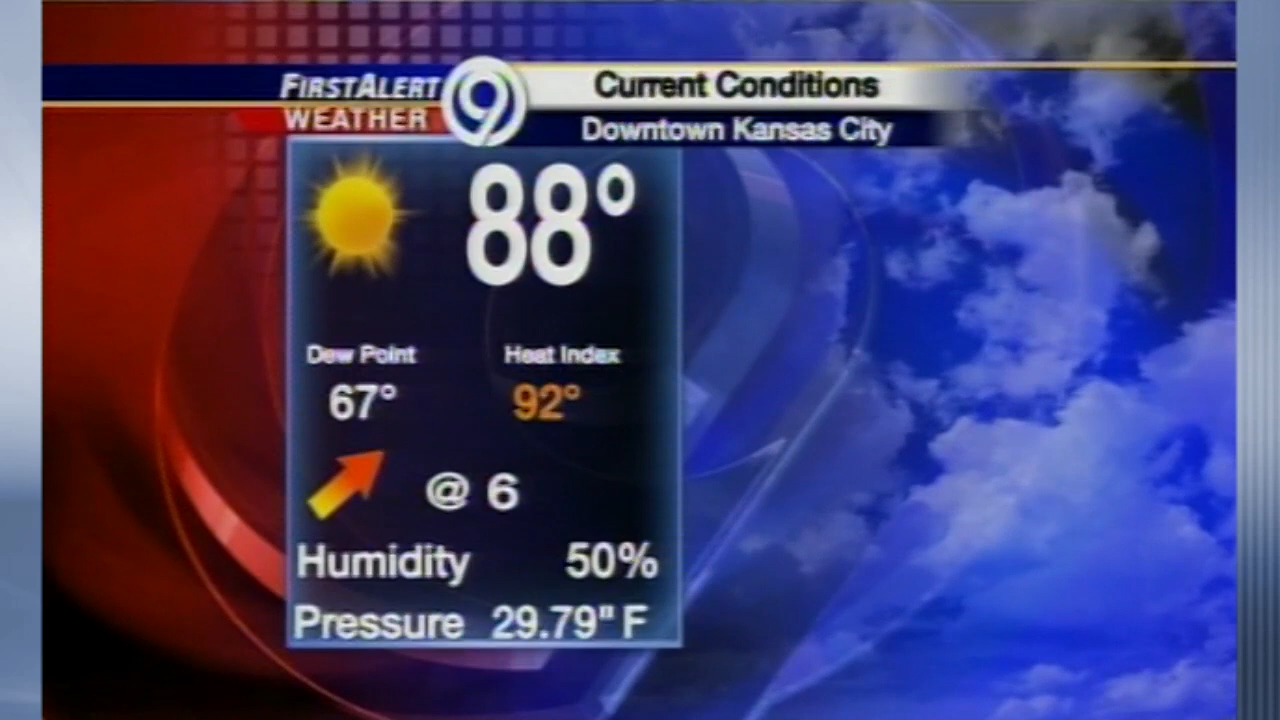 FIRSTALERT
WEATHER
9
Current Conditions
Downtown Kansas City
88°
Dew Point Heat Index
67° 92°
@ 6
Humidity 50%
Pressure 29.79" F